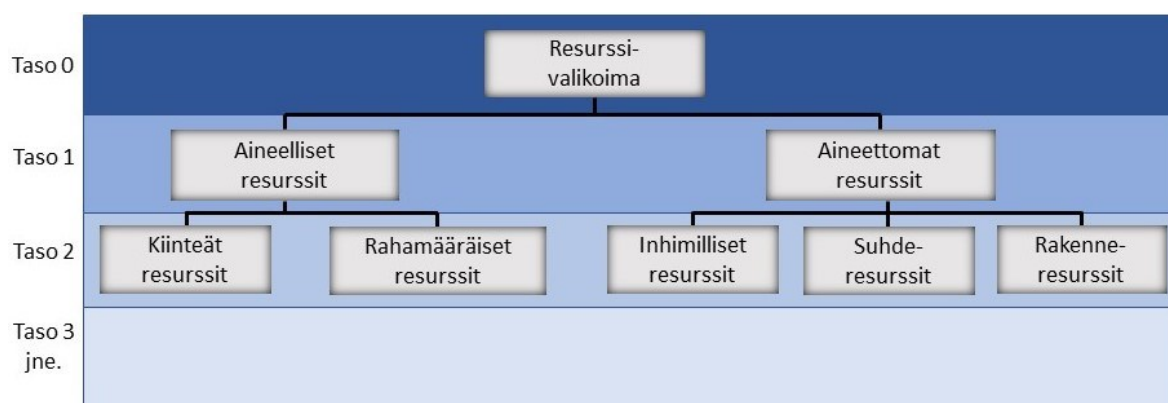 Taso 0
Resurssi-
valikoima
Taso 1
Aineelliset
resurssit
Aineettomat
resurssit
Taso 2
Kiinteät
resurssit
Rahamääräiset
resurssit
Inhimilliset
resurssit
Suhde-
resurssit
Rakenne-
resurssit
Taso 3
jne.